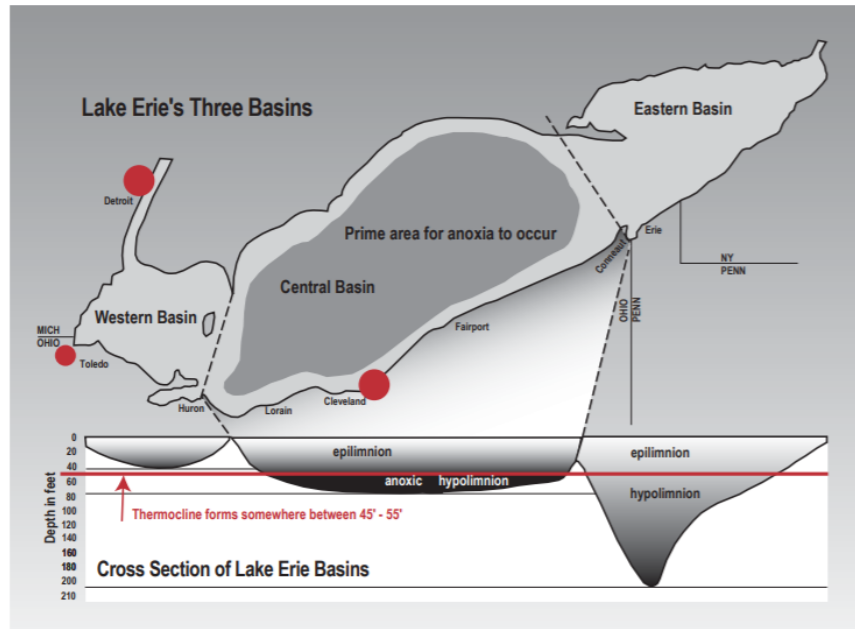 Lake Erie's Three Basins
Eastern Basin
Detroit
Prime area for anoxia to occur
Central Basin
Western Basin
Conneaut
Erie
NY
PENN
OHIO
PENN
MICH
OHIO
Toledo
Fairport
Huron
Lorain
Cleveland
Depth in feet
0
20
40
60
80
100
120
140
160
180
200
210
epilimnion
epilimnion
anoxic hypolimnion
hypolimnion
Thermocline forms somewhere between 45' - 55'
Cross Section of Lake Erie Basins